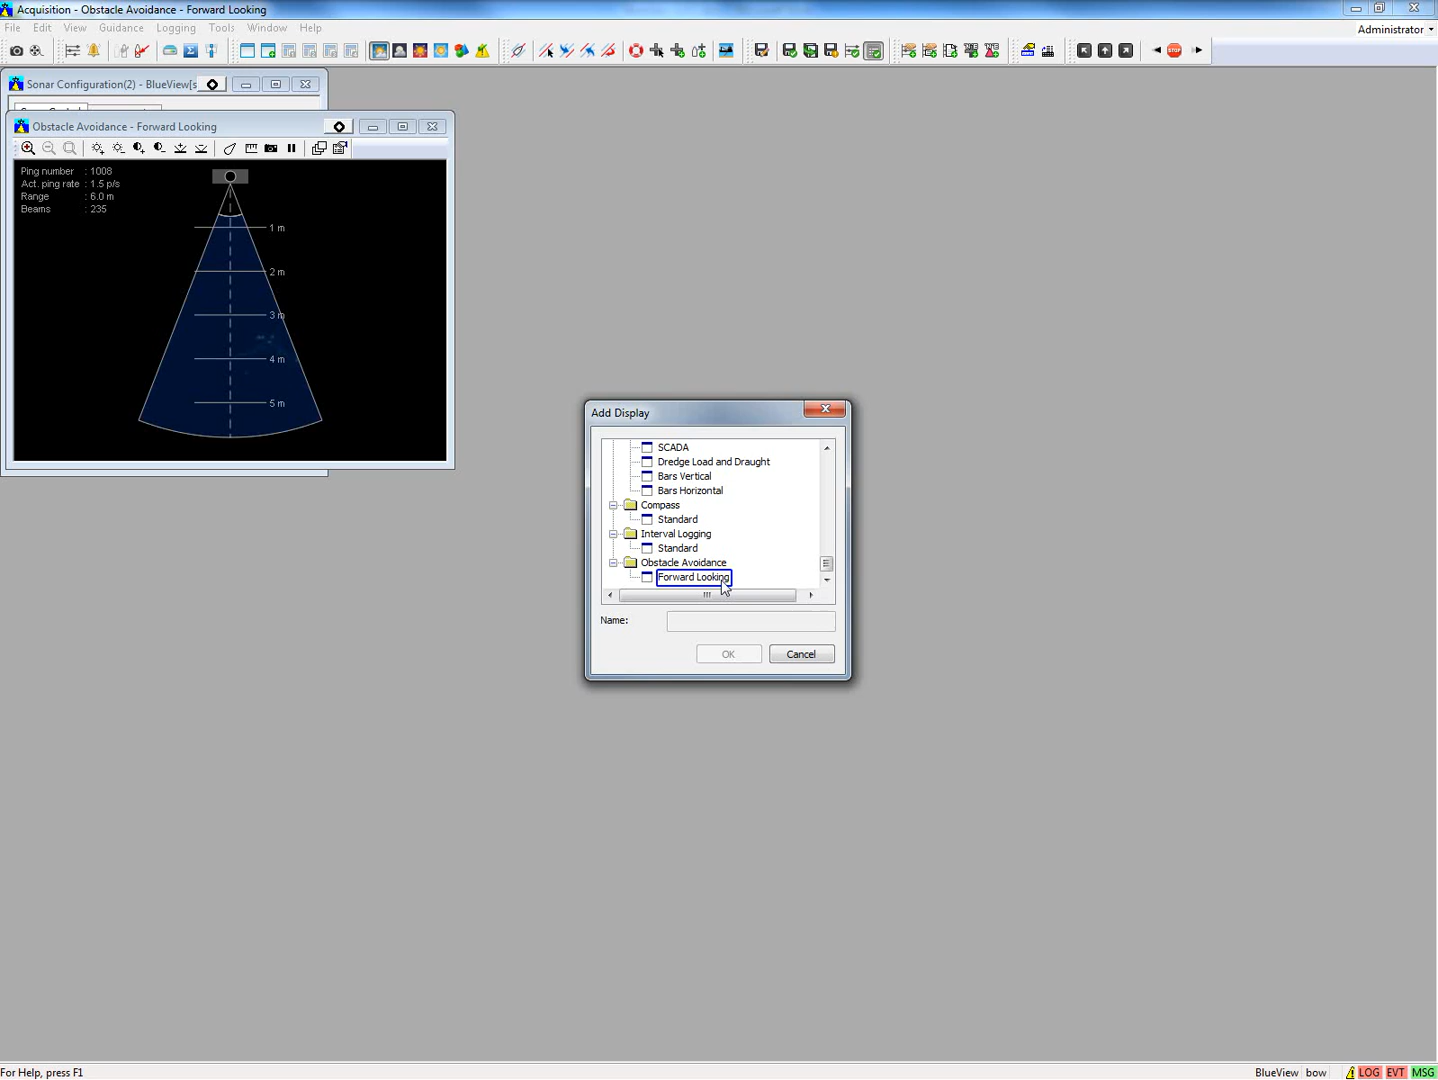 Acquisition - Obstacle Avoidance - Forward Looking
File Edit View Guidance Logging Tools Window Help
Administrator
STOP
Sonar Configuration(2) - BlueView[s
Obstacle Avoidance - Forward Looking
Ping number : 1008
Act. ping rate : 1.5 p/s
Range : 6.0 m
Beams : 235
1 m
2 m
3 m
4 m
5 m
Add Display
SCADA
Dredge Load and Draught
Bars Vertical
Bars Horizontal
Compass
Standard
Interval Logging
Standard
Obstacle Avoidance
Forward Looking
Name:
OK Cancel
For Help, press F1
BlueView bow LOG EVT MSG